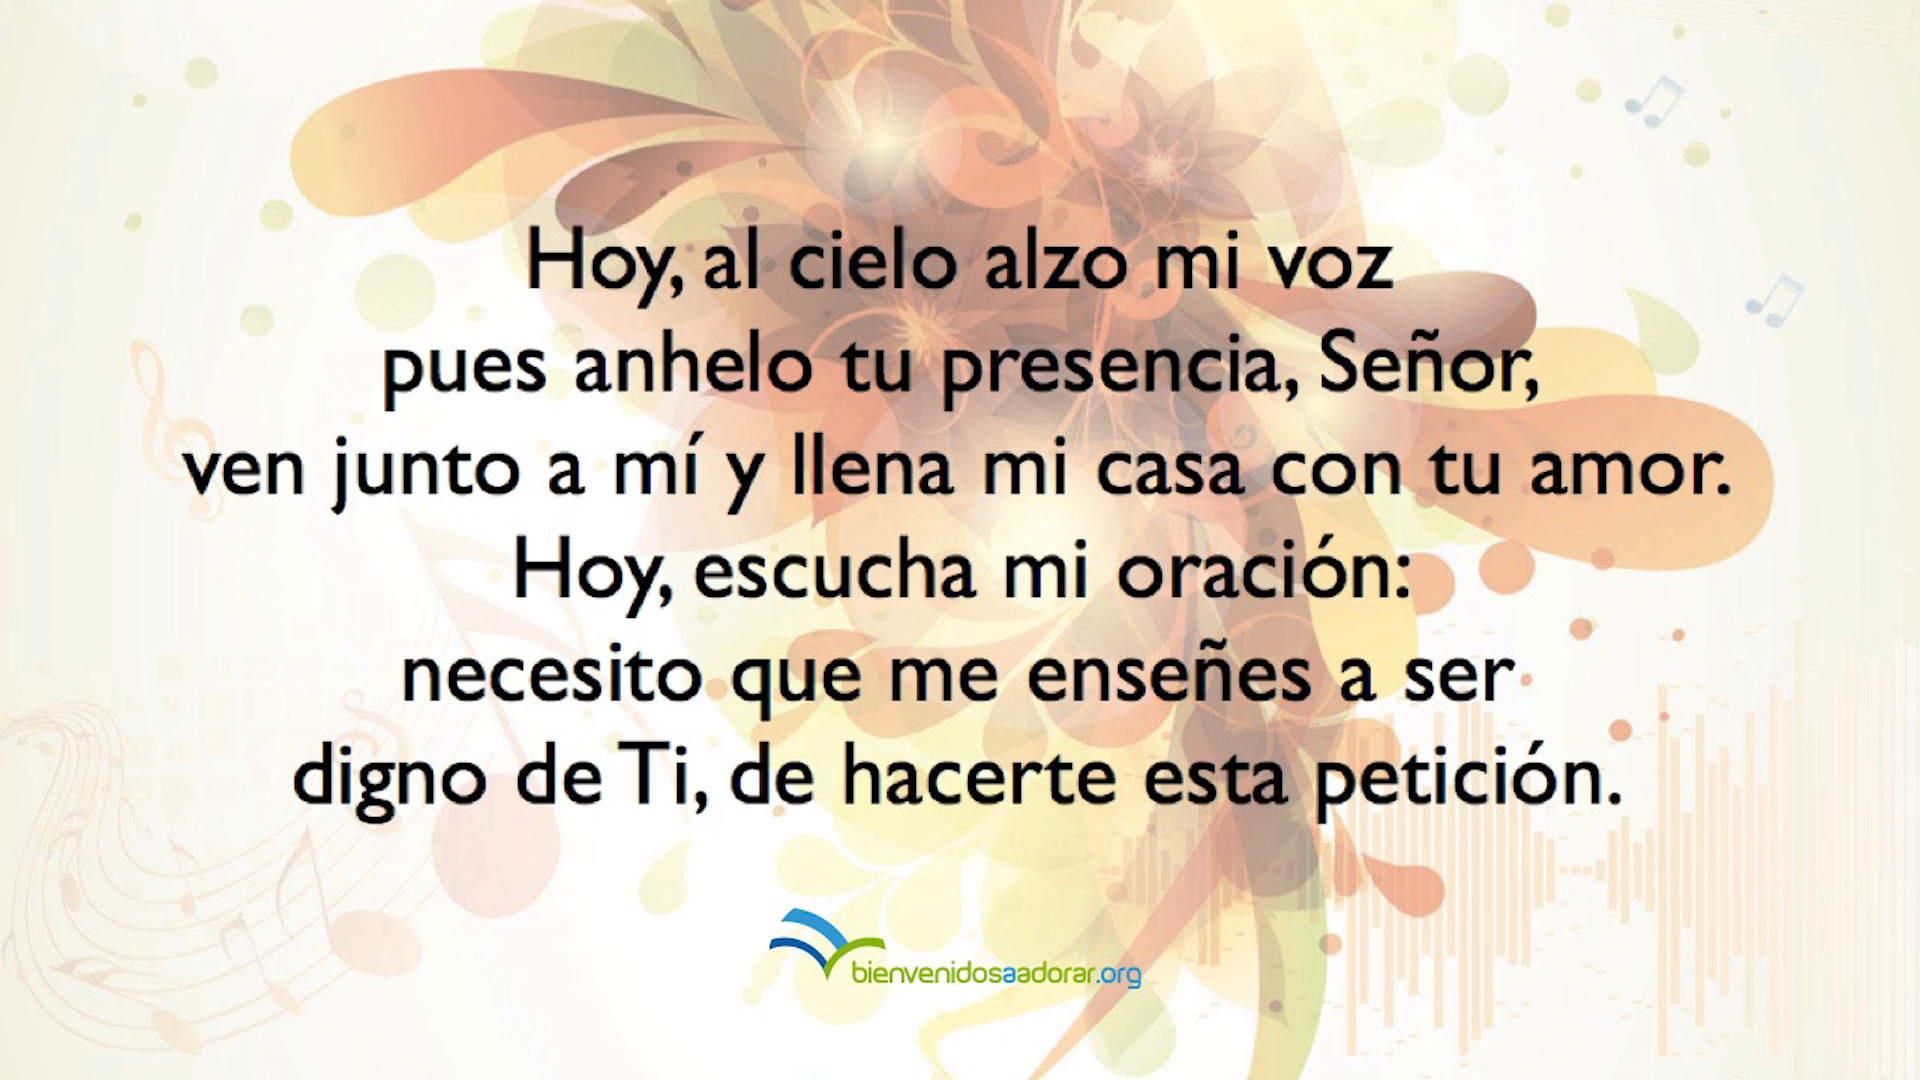 Hoy, al cielo alzo mi voz
pues anhelo tu presencia, Señor,
ven junto a mí y llena mi casa con tu amor.
Hoy, escucha mi oración:
necesito que me enseñes a ser
digno de Ti, de hacerte esta petición.
bienvenidosaadorar.org